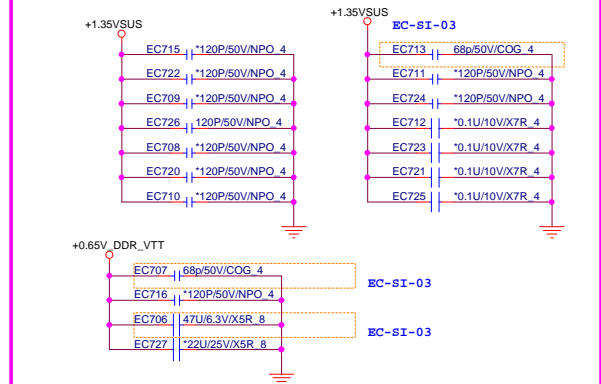 +1.35VSUS
EC715 *120P/50V/NPO_4
EC722 *120P/50V/NPO_4
EC709 *120P/50V/NPO_4
EC726 120P/50V/NPO_4
EC708 *120P/50V/NPO_4
EC720 *120P/50V/NPO_4
EC710 *120P/50V/NPO_4
+1.35VSUS
EC-SI-03
EC713 68p/50V/COG_4
EC711 *120P/50V/NPO_4
EC724 *120P/50V/NPO_4
EC712 *0.1U/10V/X7R_4
EC723 *0.1U/10V/X7R_4
EC721 *0.1U/10V/X7R_4
EC725 *0.1U/10V/X7R_4
+0.65V_DDR_VTT
EC707 68p/50V/COG_4
EC-SI-03
EC716 *120P/50V/NPO_4
EC706 47U/6.3V/X5R_8
EC-SI-03
EC727 *22U/25V/X5R_8